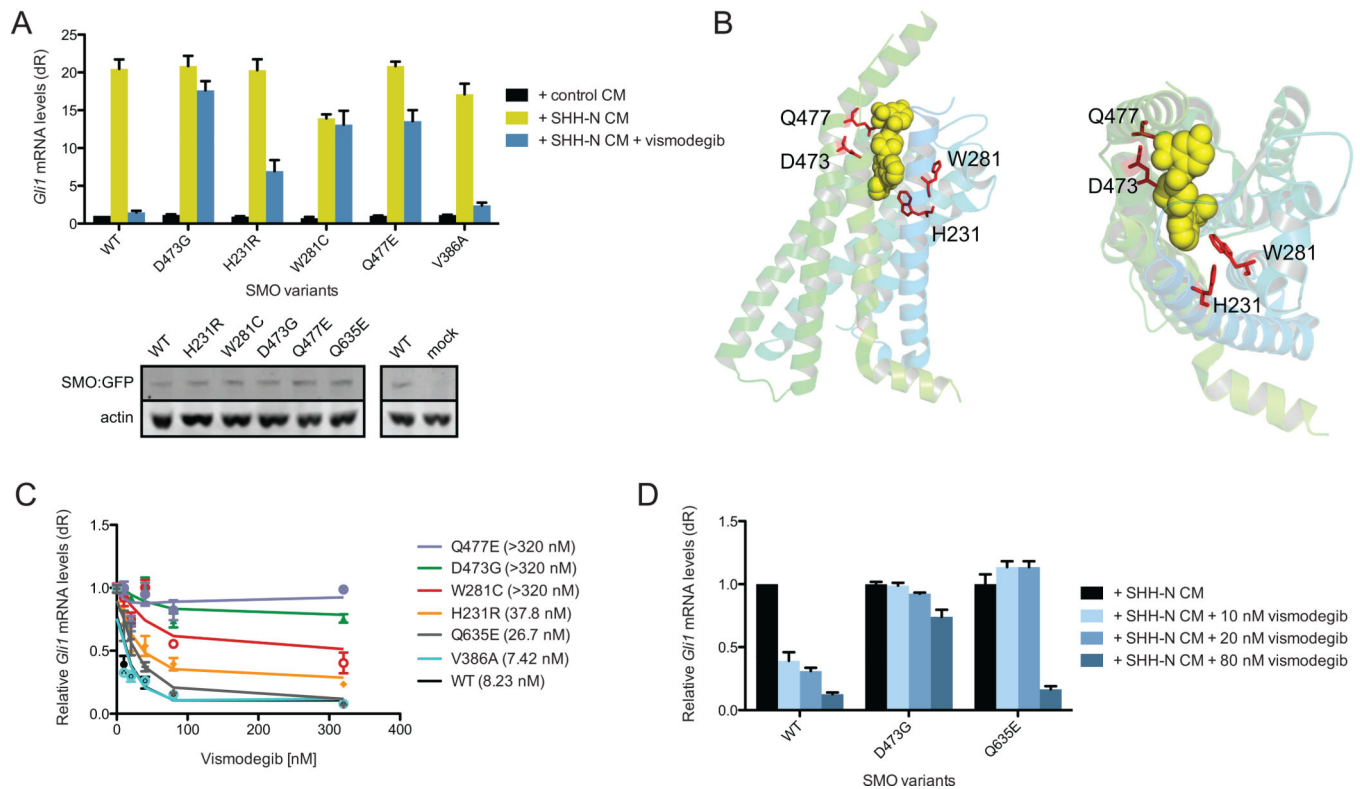 A
Gli1 mRNA levels (dR)
25
20
15
10
5
0
WT
D473G
H231R
W281C
Q477E
V386A
SMO variants
+ control CM
+ SHH-N CM
+ SHH-N CM + vismodegib
WT
H231R
W281C
D473G
Q477E
Q635E
WT
mock
SMO:GFP
actin
B
Q477
D473
W281
H231
Q477
D473
W281
H231
C
Relative Gli1 mRNA levels (dR)
1.5
1.0
0.5
0.0
0
100
200
300
400
Vismodegib [nM]
Q477E (>320 nM)
D473G (>320 nM)
W281C (>320 nM)
H231R (37.8 nM)
Q635E (26.7 nM)
V386A (7.42 nM)
WT (8.23 nM)
D
Relative Gli1 mRNA levels (dR)
1.5
1.0
0.5
0.0
WT
D473G
Q635E
SMO variants
+ SHH-N CM
+ SHH-N CM + 10 nM vismodegib
+ SHH-N CM + 20 nM vismodegib
+ SHH-N CM + 80 nM vismodegib